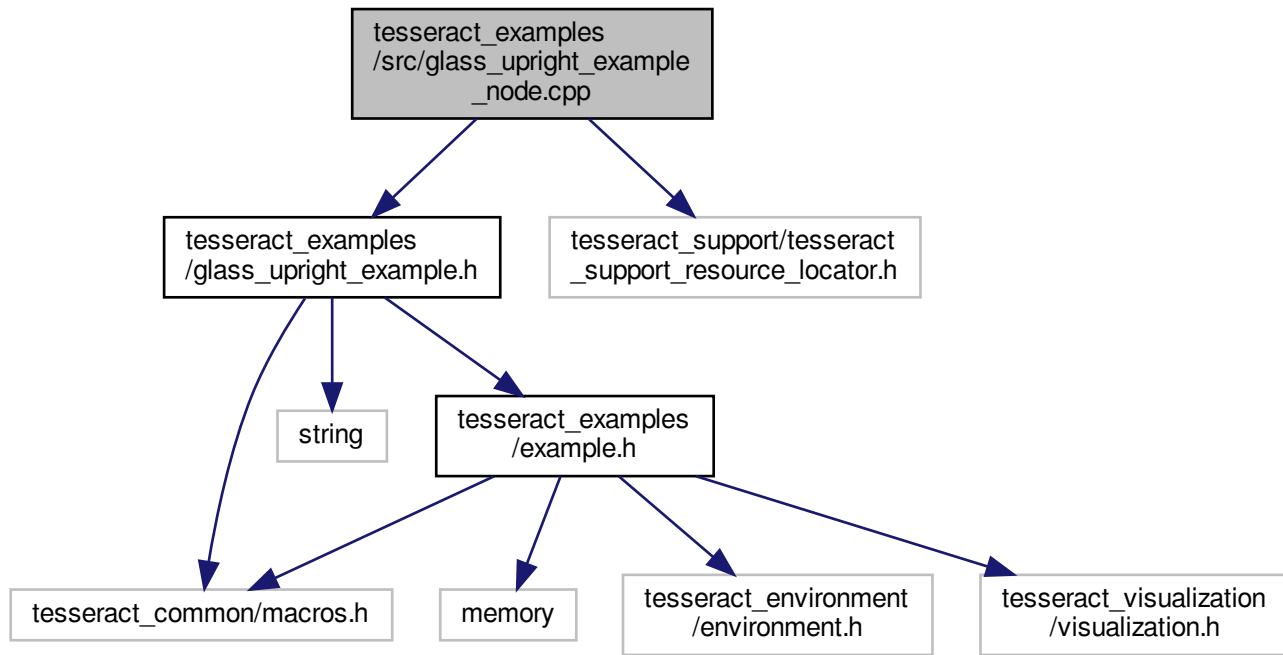 tesseract_examples
/src/glass_upright_example
_node.cpp
tesseract_examples
/glass_upright_example.h
tesseract_support/tesseract
_support_resource_locator.h
string
tesseract_examples
/example.h
tesseract_common/macros.h
memory
tesseract_environment
/environment.h
tesseract_visualization
/visualization.h